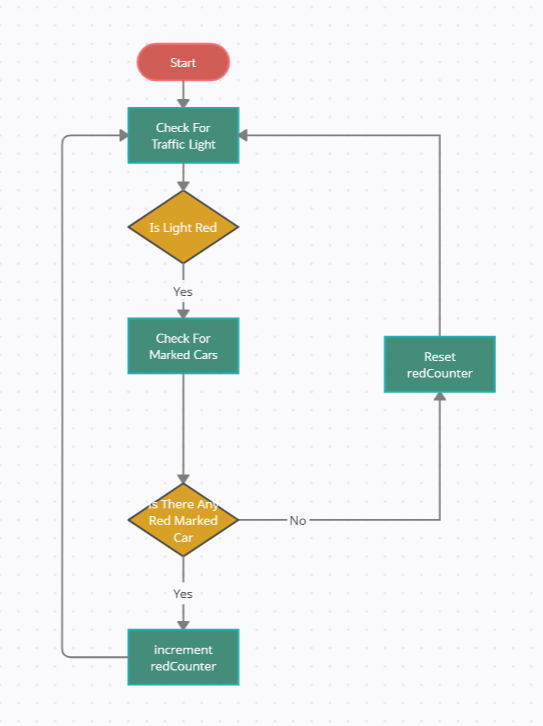 Start
Check For
Traffic Light
Is Light Red
Yes
Check For
Marked Cars
Reset
redCounter
Is There Any
Red Marked
Car
No
Yes
increment
redCounter